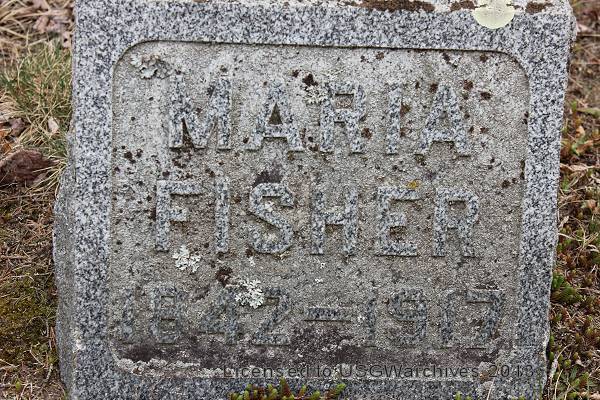 MARIA
FISHER
1842-1917
Licensed to USGWarchives 2013